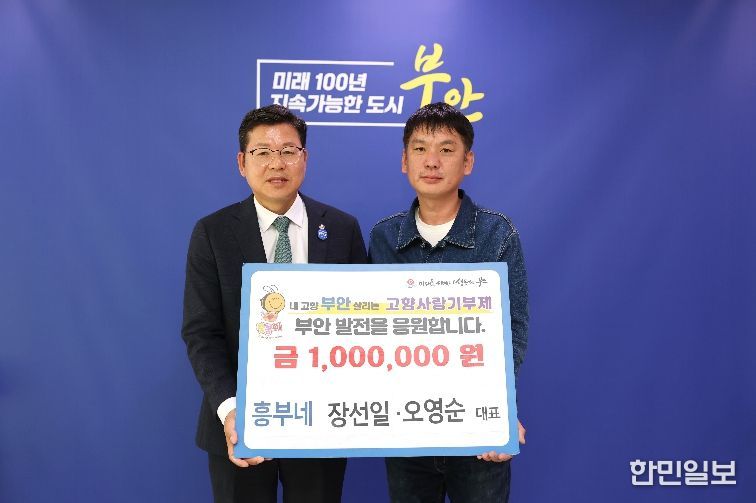 미래 100년
지속가능한 도시 부안
내 고향 부안 살리는 고향사랑기부제
부안 발전을 응원합니다.
금 1,000,000 원
흥부네 장선일·오영순 대표
한민일보